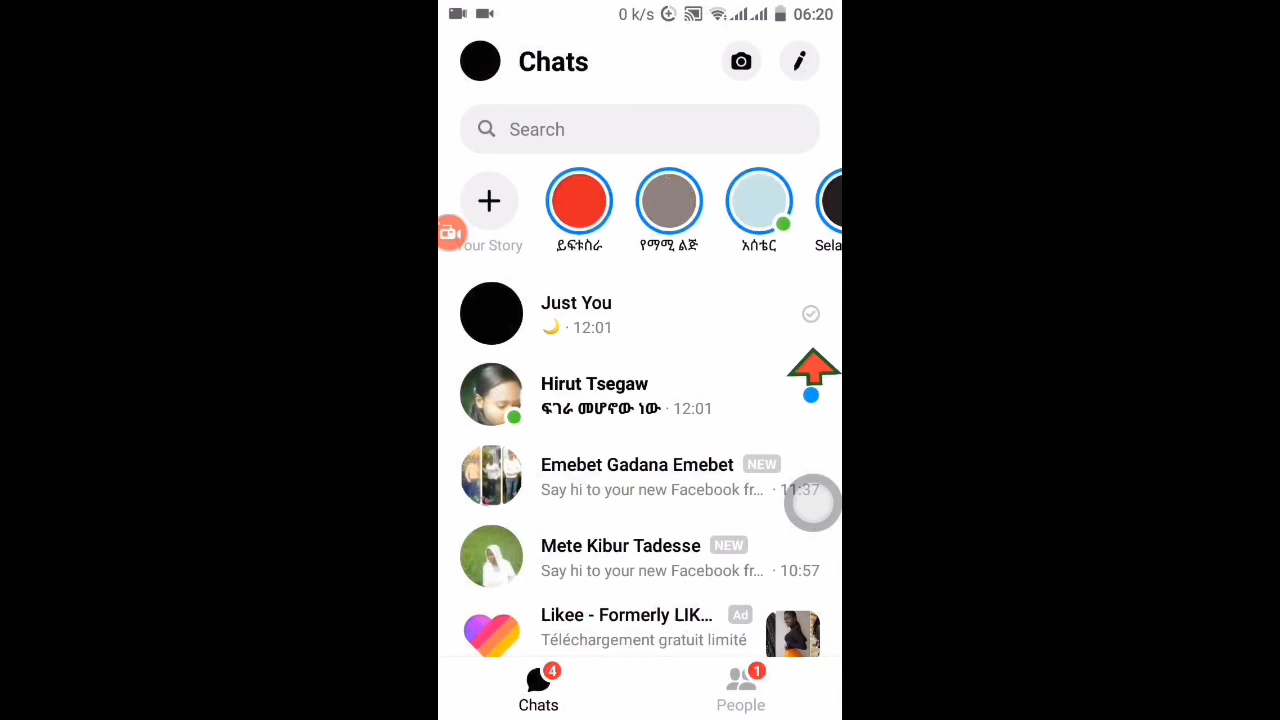 0 k/s 06:20
Chats
Search
our Story ይፍቱስራ የማሚ ልጅ አሰቴር Sela
Just You
🌙 · 12:01
Hirut Tsegaw
ፍገራ መሆኖው ነው · 12:01
Emebet Gadana Emebet NEW
Say hi to your new Facebook fr... · 11:37
Mete Kibur Tadesse NEW
Say hi to your new Facebook fr... · 10:57
Likee - Formerly LIK... Ad
Téléchargement gratuit limité
4 1
Chats People